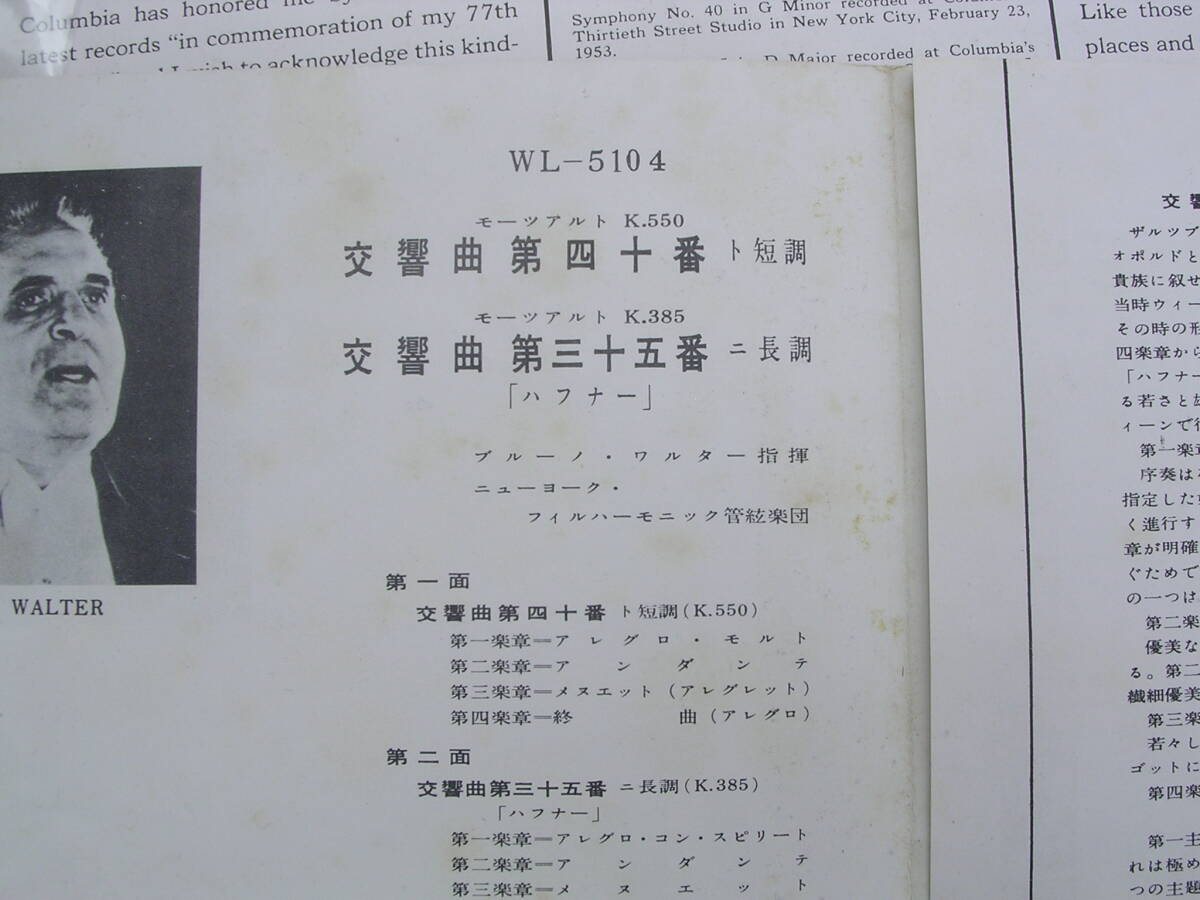 Columbia has honored
latest records “in commemoration of my 77th
to acknowledge this kind-
Symphony No. 40 in G Minor recorded at
Thirtieth Street Studio in New York City, February 23,
1953.
D Major recorded at Columbia's
Like those
places and
WL-5104
モーツアルト K.550
交響曲第四十番 ト短調
モーツアルト K.385
交響曲第三十五番 ニ長調
「ハフナー」
ブルーノ・ワルター指揮
ニューヨーク・
フィルハーモニック管絃楽団
WALTER
第一面
交響曲第四十番 ト短調(K.550)
第一楽章=アレグロ・モルト
第二楽章=アンダンテ
第三楽章=メヌエット(アレグレット)
第四楽章=終曲(アレグロ)
第二面
交響曲第三十五番 ニ長調(K.385)
「ハフナー」
第一楽章=アレグロ・コン・スピリート
第二楽章=アンダンテ
第三楽章=メヌエット
交
ザルツブ
オポルドと
貴族に叙せ
当時ウィー
その時の形
四楽章から
「ハフナー
る若さと
ィーンで
第一楽章
序奏は
指定した
く進行す
章が明確
ぐためで
の一つは
第二楽
優美な
る。第二
繊細優美
第三楽
若々し
ゴットに
第四楽
第一主
れは極め
つの主題